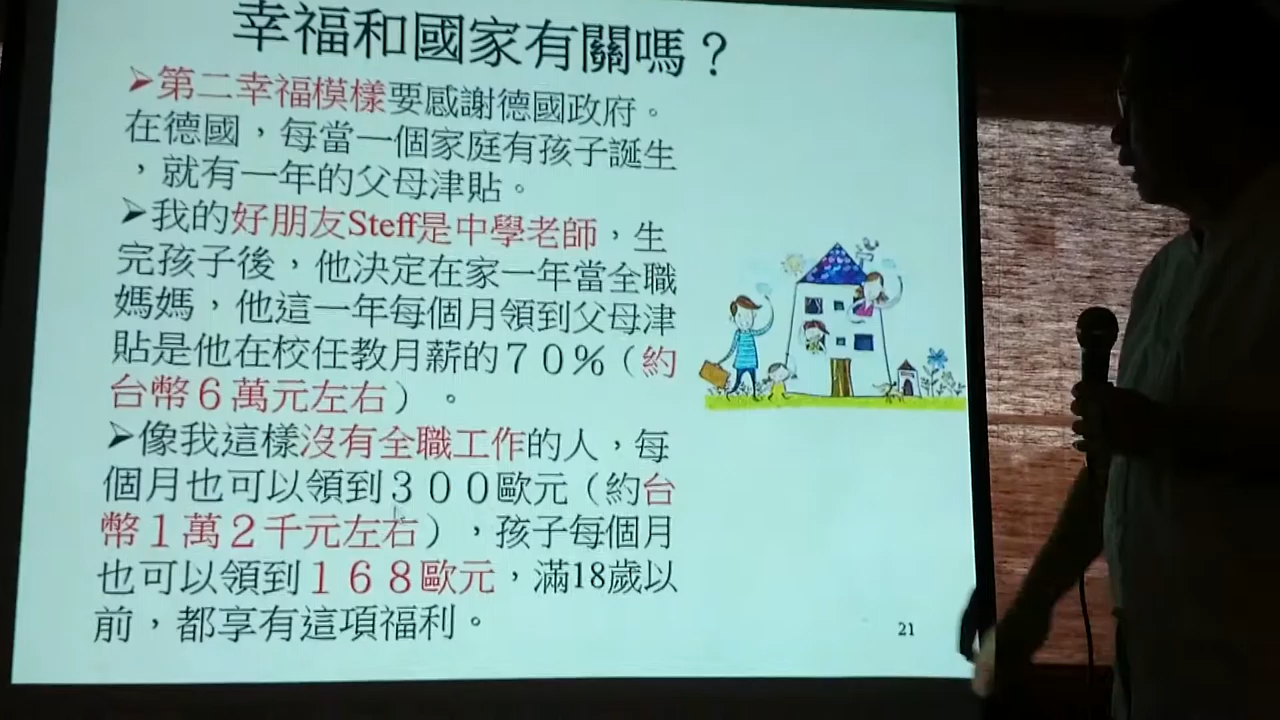 幸福和國家有關嗎？
➢第二幸福模樣要感謝德國政府。
在德國，每當一個家庭有孩子誕生
，就有一年的父母津貼。
➢我的好朋友Steff是中學老師，生
完孩子後，他決定在家一年當全職
媽媽，他這一年每個月領到父母津
貼是他在校任教月薪的７０％（約
台幣６萬元左右）。
➢像我這樣沒有全職工作的人，每
個月也可以領到３００歐元（約台
幣１萬２千元左右），孩子每個月
也可以領到１６８歐元，滿18歲以
前，都享有這項福利。
21